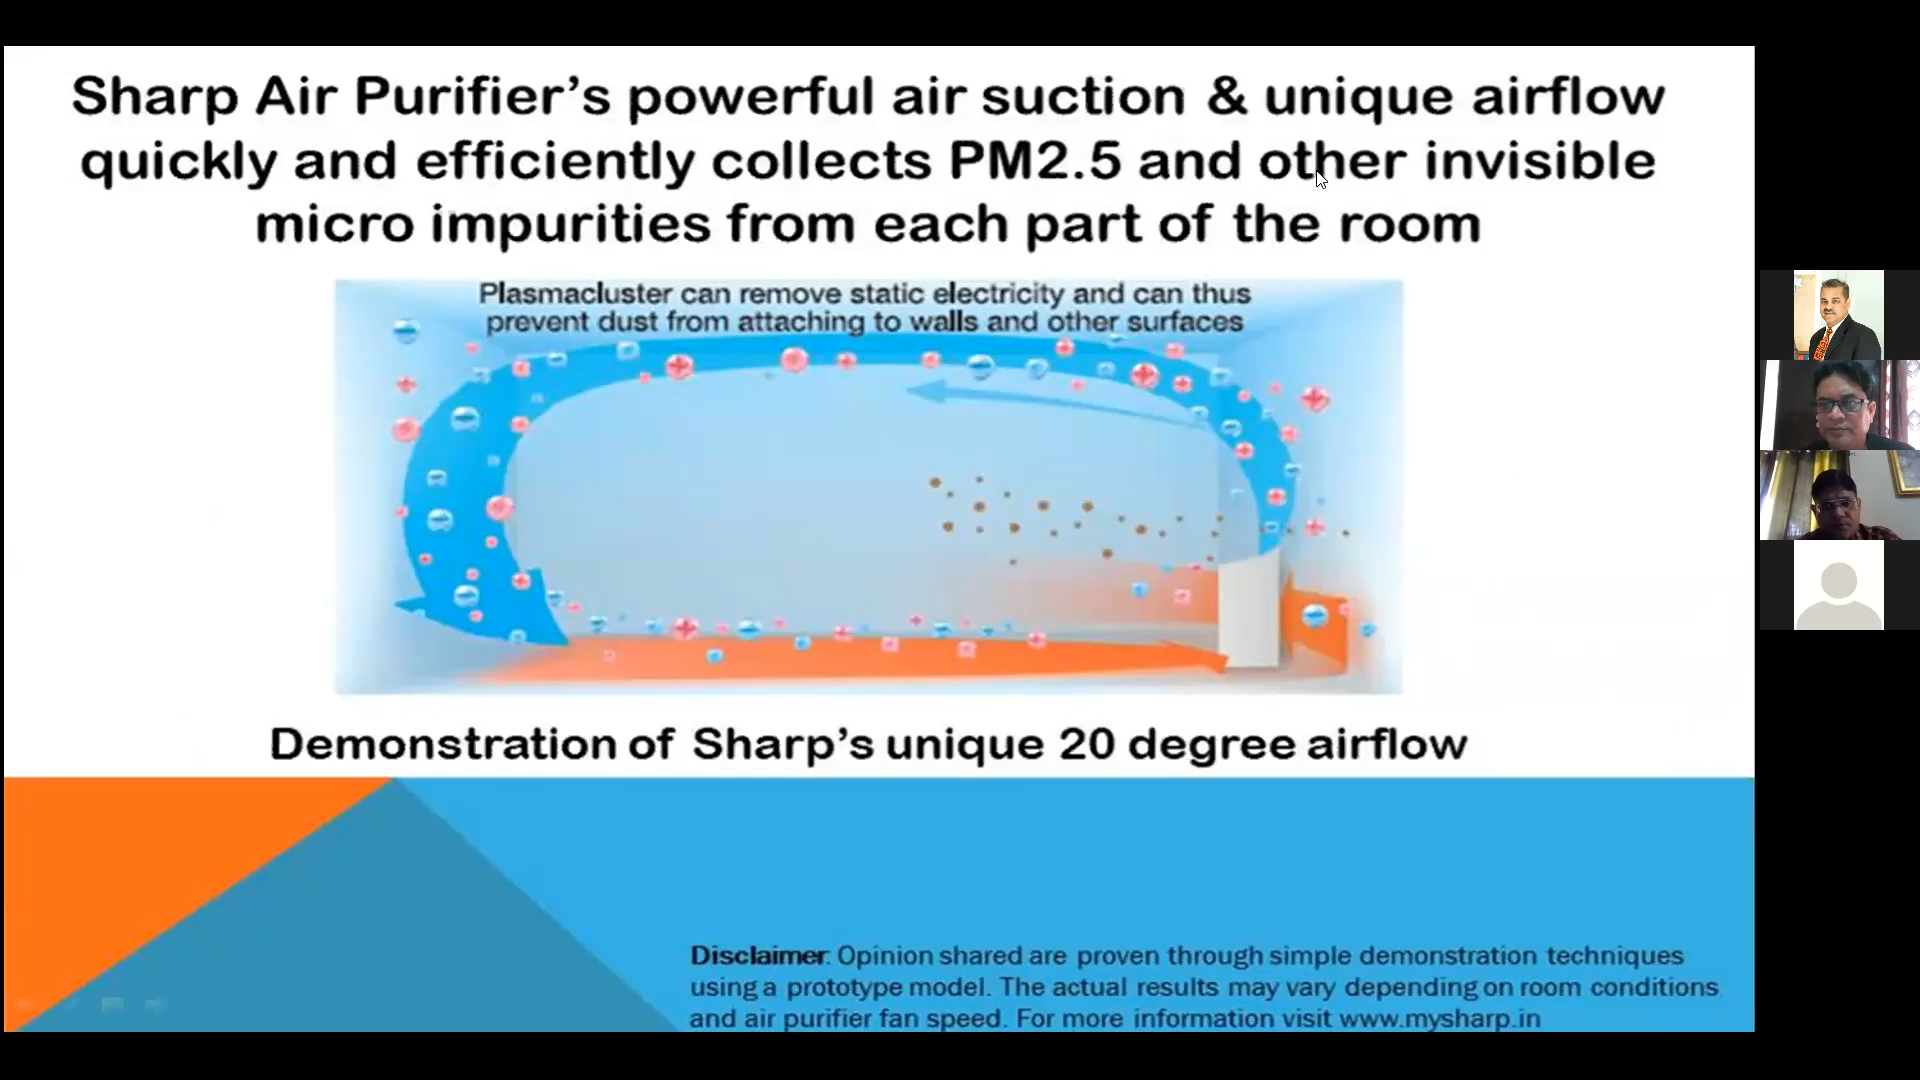 Sharp Air Purifier’s powerful air suction & unique airflow
quickly and efficiently collects PM2.5 and other invisible
micro impurities from each part of the room
Plasmacluster can remove static electricity and can thus
prevent dust from attaching to walls and other surfaces
Demonstration of Sharp’s unique 20 degree airflow
Disclaimer: Opinion shared are proven through simple demonstration techniques
using a prototype model. The actual results may vary depending on room conditions
and air purifier fan speed. For more information visit www.mysharp.in